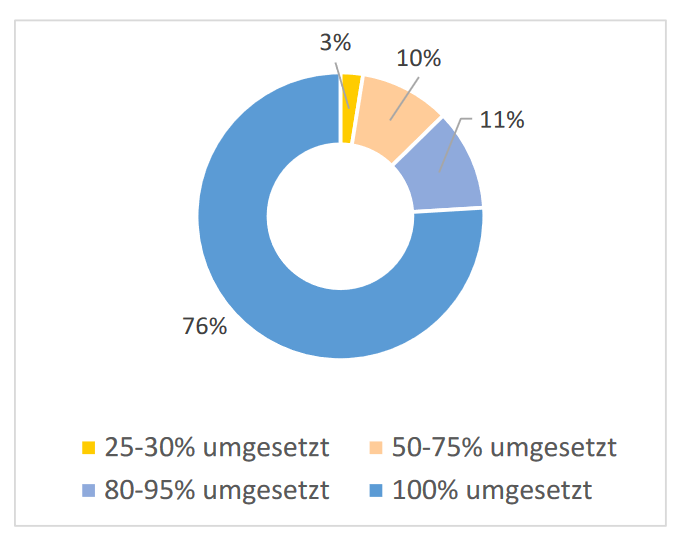 3%
10%
11%
76%
25-30% umgesetzt
50-75% umgesetzt
80-95% umgesetzt
100% umgesetzt